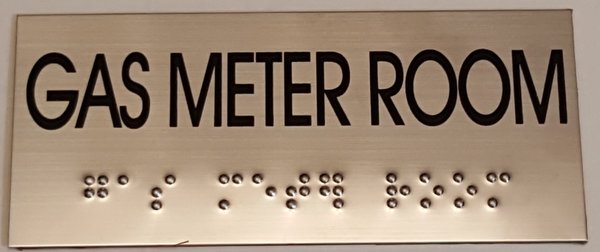 GAS METER ROOM
⠛⠁⠎ ⠍⠑⠞⠻ ⠗⠕⠕⠍